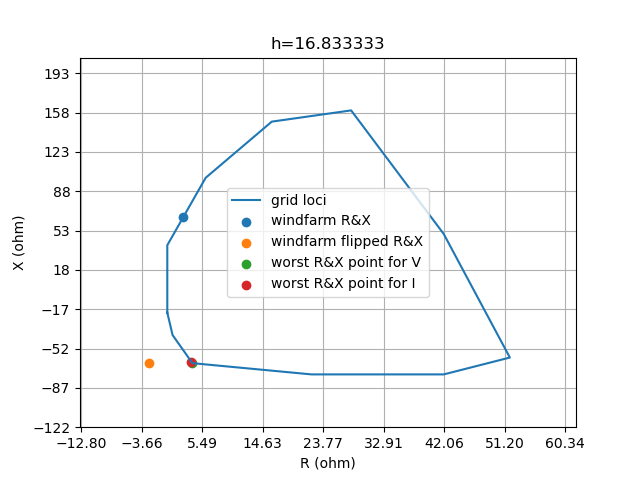 h=16.833333
193
158
123
88
53
18
−17
−52
−87
−122
X (ohm)
grid loci
windfarm R&X
windfarm flipped R&X
worst R&X point for V
worst R&X point for I
−12.80 −3.66 5.49 14.63 23.77 32.91 42.06 51.20 60.34
R (ohm)